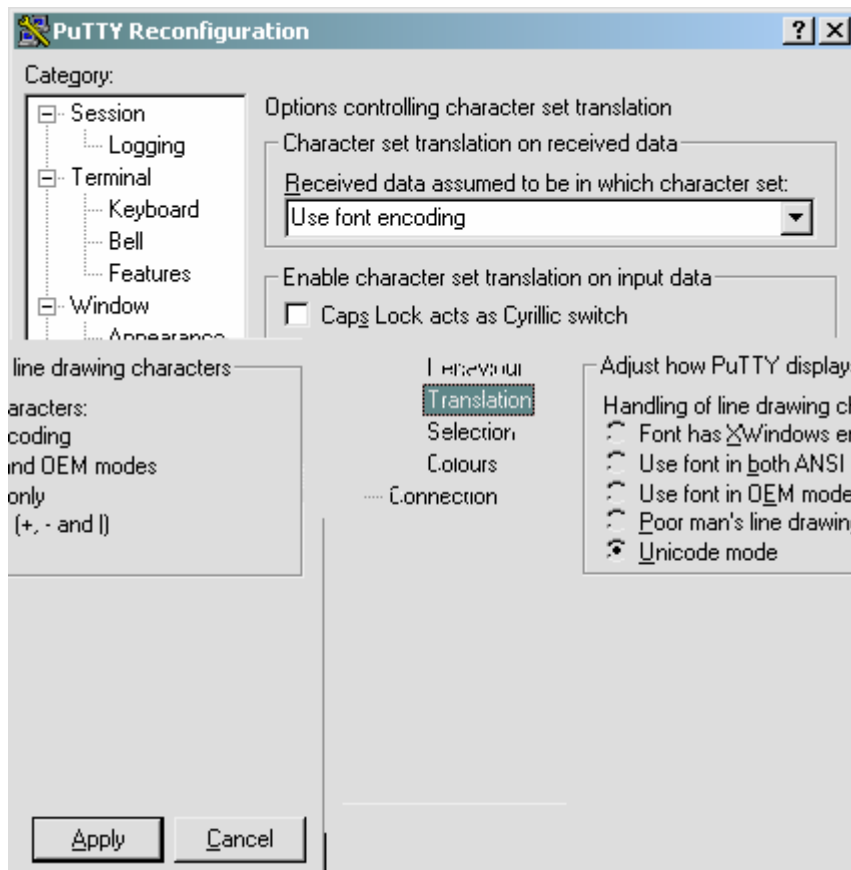 PuTTY Reconfiguration
Category:
Session
Logging
Terminal
Keyboard
Bell
Features
Window
Appearance
Options controlling character set translation
Character set translation on received data
Received data assumed to be in which character set:
Use font encoding
Enable character set translation on input data
Caps Lock acts as Cyrillic switch
line drawing characters
aracters:
coding
nd OEM modes
only
(+, - and |)
Behaviour
Translation
Selection
Colours
Connection
Adjust how PuTTY display
Handling of line drawing ch
Font has XWindows en
Use font in both ANSI
Use font in OEM mode
Poor man's line drawin
Unicode mode
Apply
Cancel